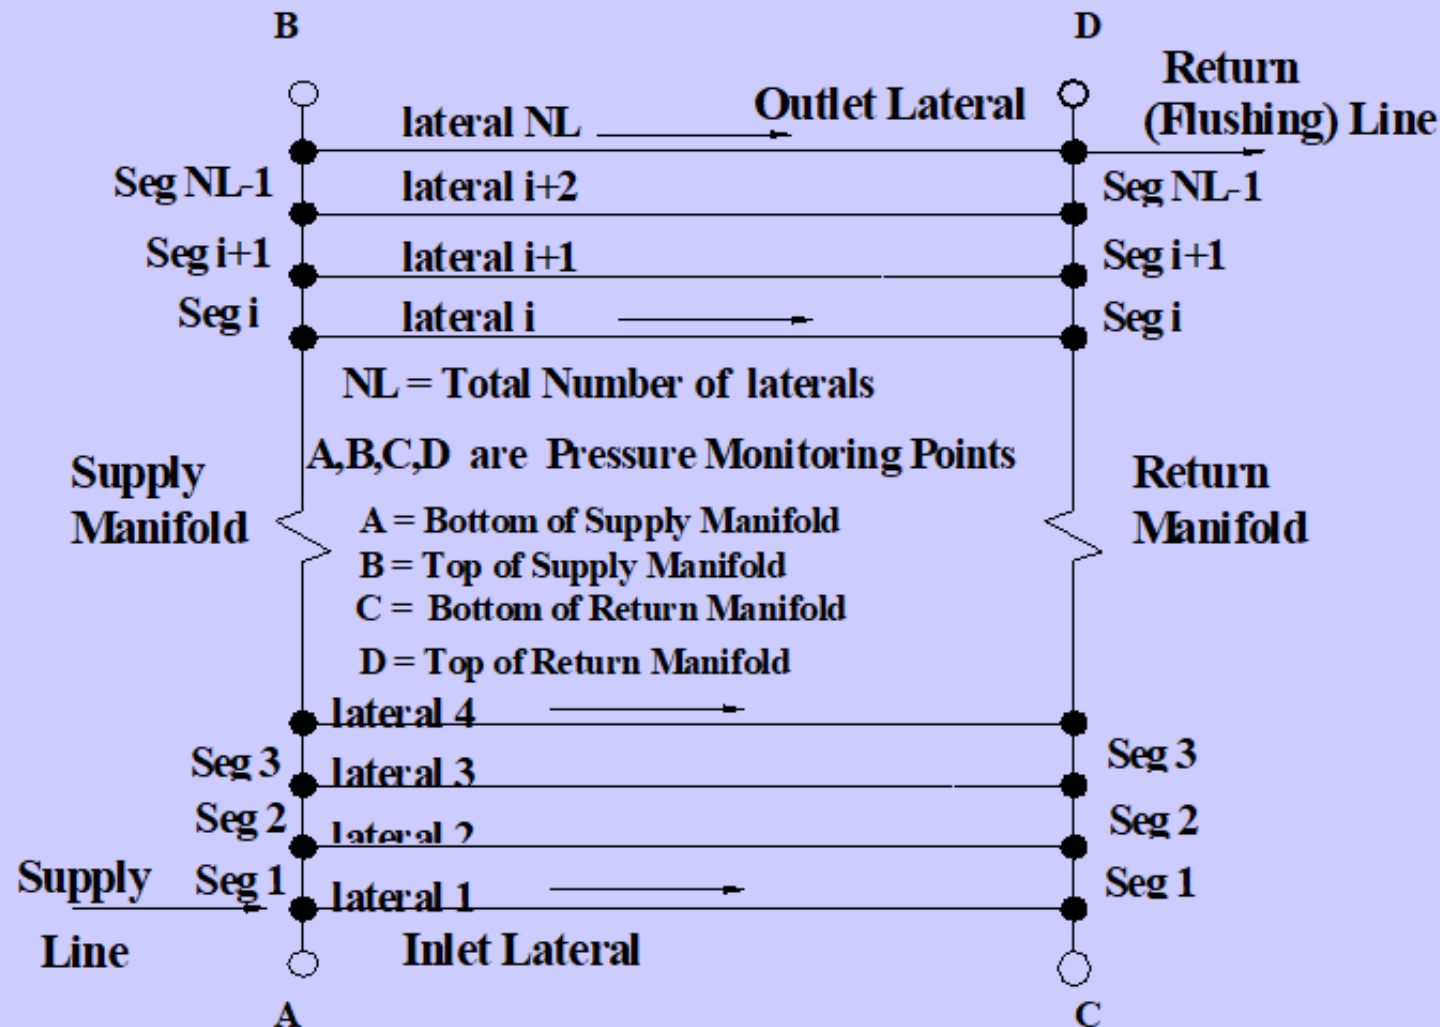 B
D
Return
(Flushing) Line
Outlet Lateral
lateral NL
Seg NL-1
lateral i+2
Seg NL-1
Seg i+1
lateral i+1
Seg i+1
Seg i
lateral i
Seg i
NL = Total Number of laterals
A,B,C,D are Pressure Monitoring Points
Supply
Manifold
Return
Manifold
A = Bottom of Supply Manifold
B = Top of Supply Manifold
C = Bottom of Return Manifold
D = Top of Return Manifold
lateral 4
Seg 3
lateral 3
Seg 3
Seg 2
lateral 2
Seg 2
Supply
Line
Seg 1
lateral 1
Seg 1
Inlet Lateral
A
C